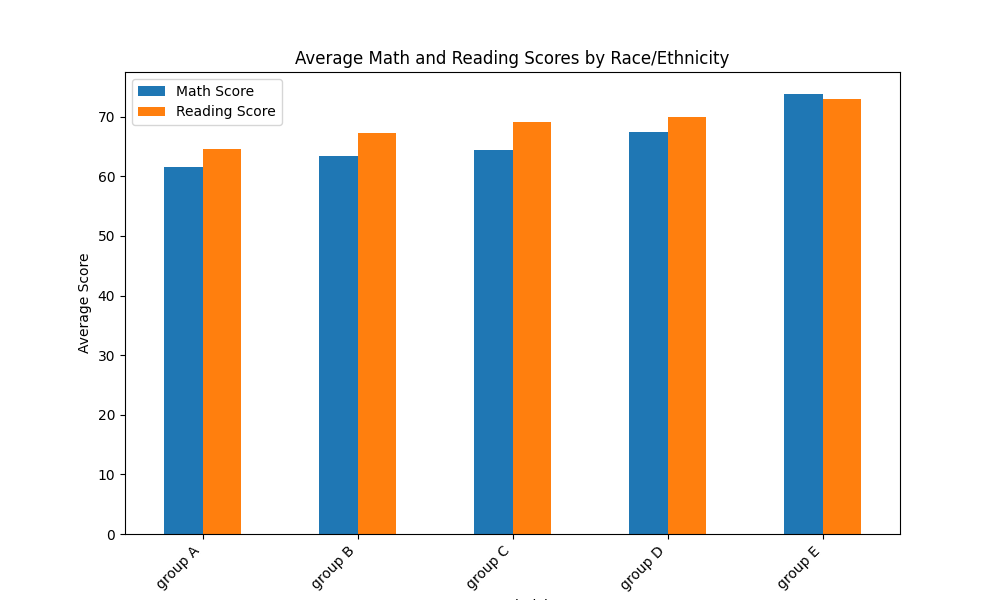 Average Math and Reading Scores by Race/Ethnicity
Math Score
Reading Score
Average Score
70
60
50
40
30
20
10
0
group A
group B
group C
group D
group E